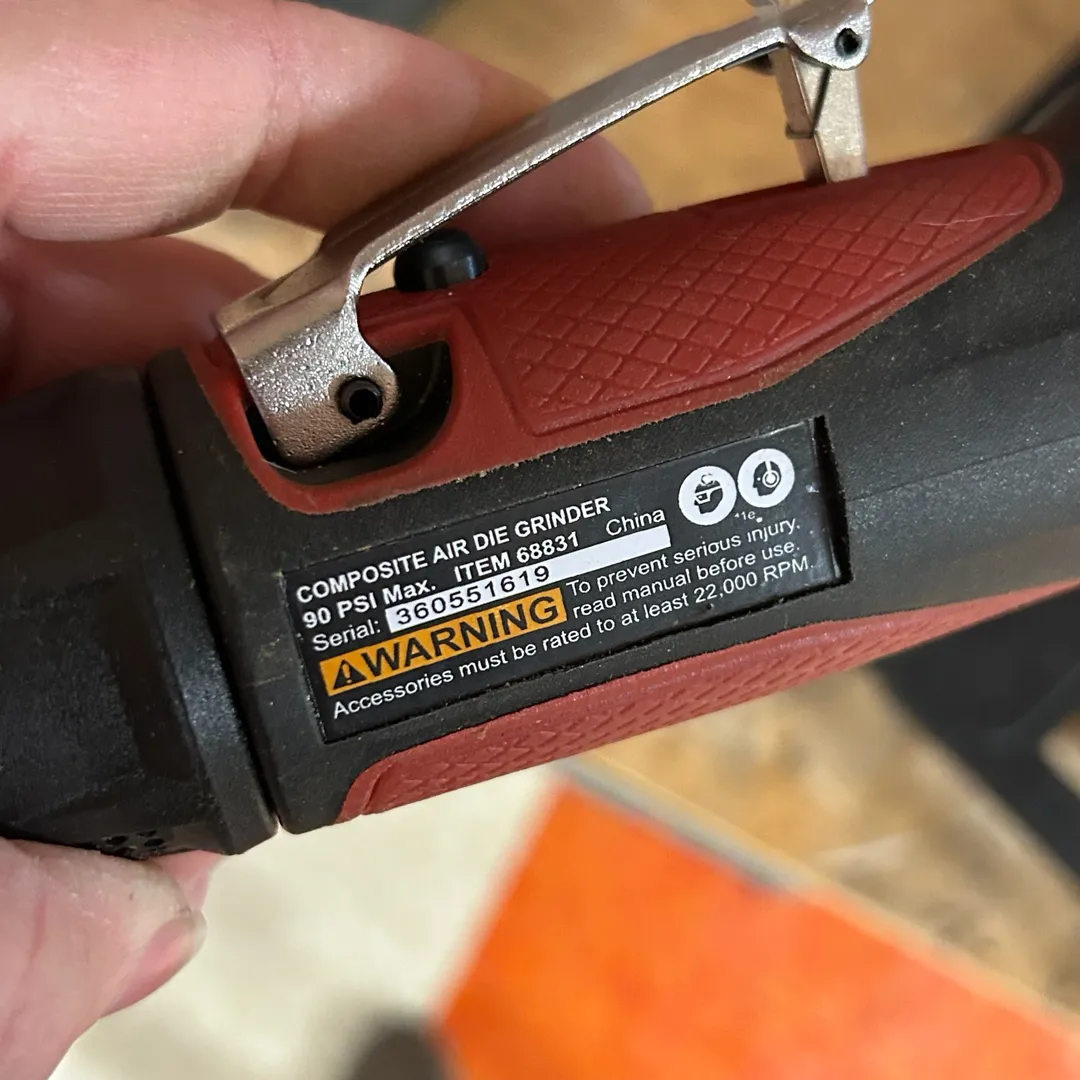 COMPOSITE AIR DIE GRINDER
90 PSI Max. ITEM 68831 China
Serial: 360551619
WARNING To prevent serious injury,
read manual before use.
Accessories must be rated to at least 22,000 RPM.
*1e